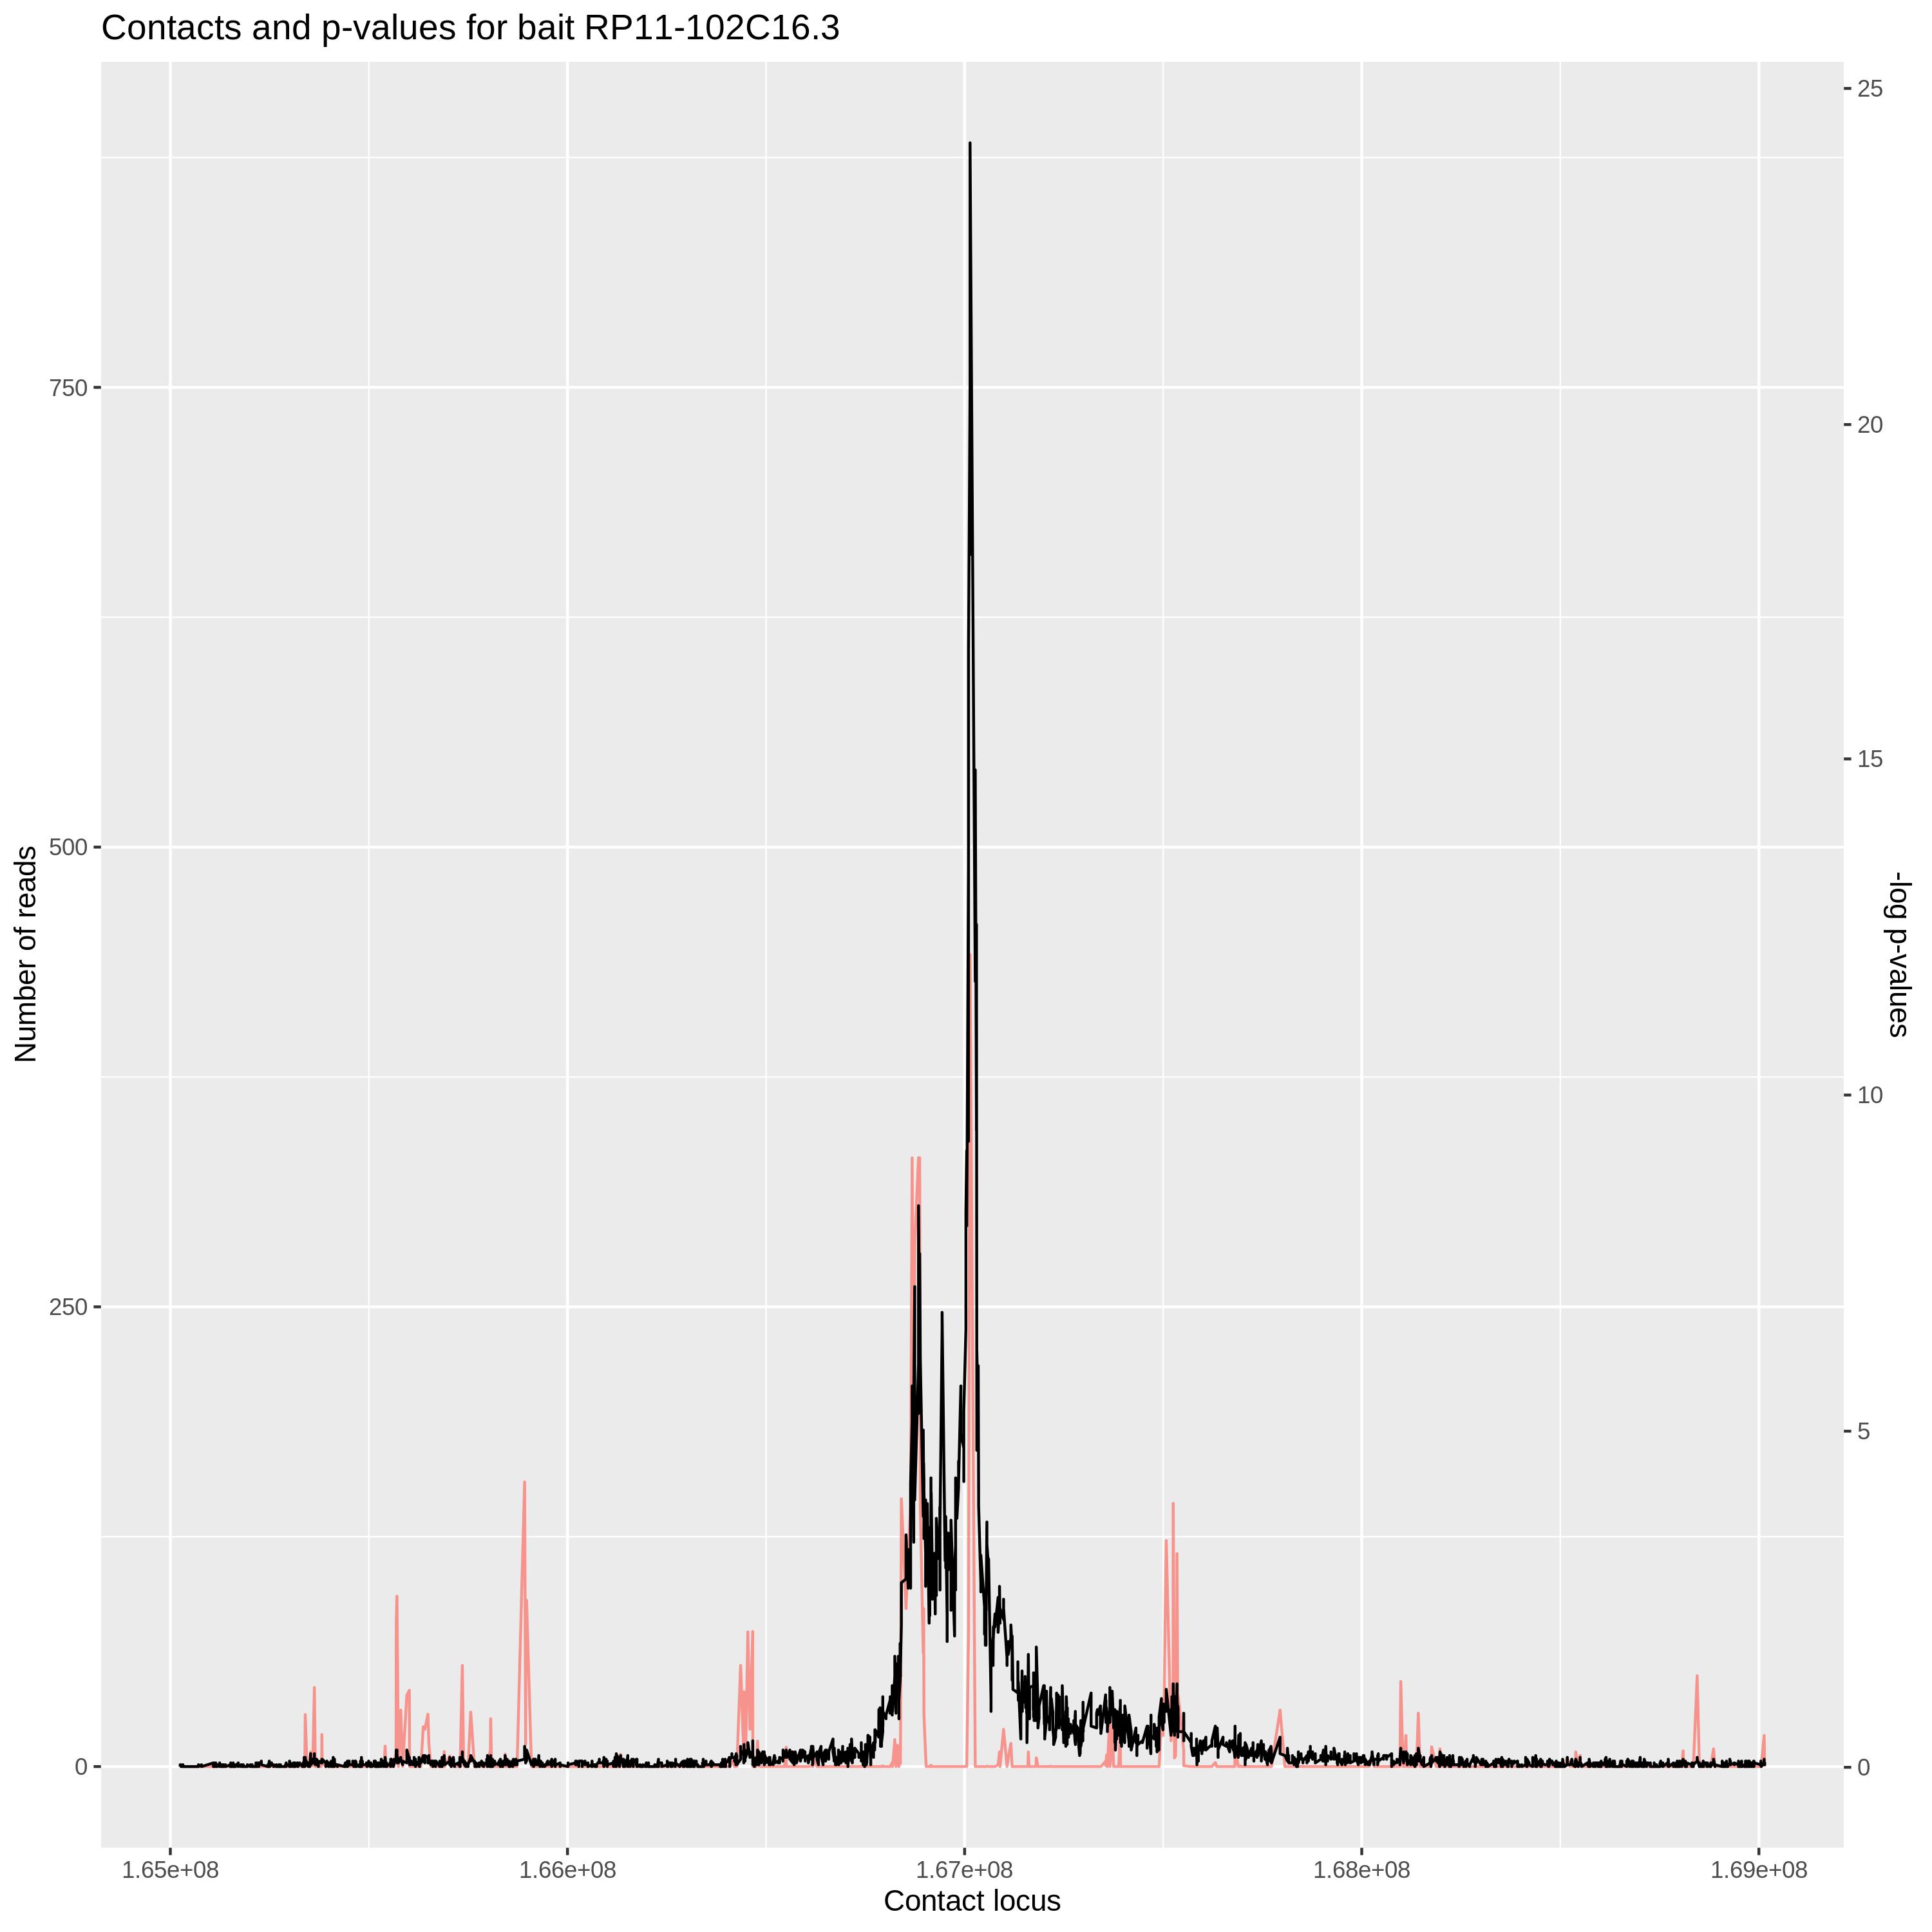 Contacts and p-values for bait RP11-102C16.3
Number of reads
750
500
250
0
25
20
15
10
5
0
-log p-values
1.65e+08
1.66e+08
1.67e+08
1.68e+08
1.69e+08
Contact locus